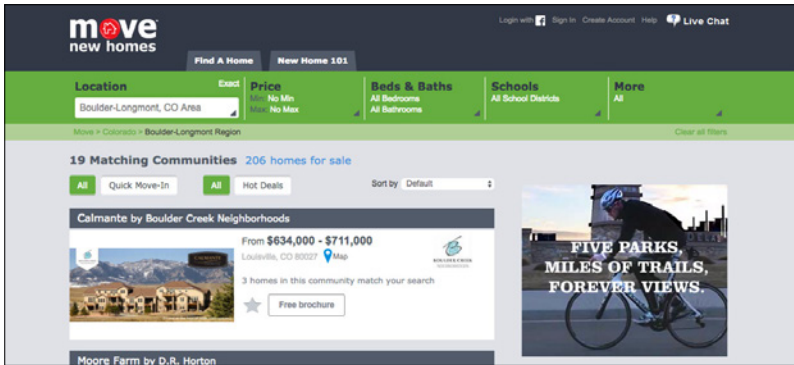 move
new homes
Login with f Sign In Create Account Help Live Chat
Find A Home New Home 101
Location Exact Price Beds & Baths Schools More
Boulder-Longmont, CO Area Min: No Min All Bedrooms All School Districts All
Max: No Max All Bathrooms
Move > Colorado > Boulder-Longmont Region Clear all filters
19 Matching Communities 206 homes for sale
All Quick Move-In All Hot Deals Sort by Default
Calmante by Boulder Creek Neighborhoods
From $634,000 - $711,000
Louisville, CO 80027 Map
CALMANTE
BOULDER CREEK
NEIGHBORHOODS
3 homes in this community match your search
Free brochure
FIVE PARKS,
MILES OF TRAILS,
FOREVER VIEWS.
Moore Farm by D.R. Horton